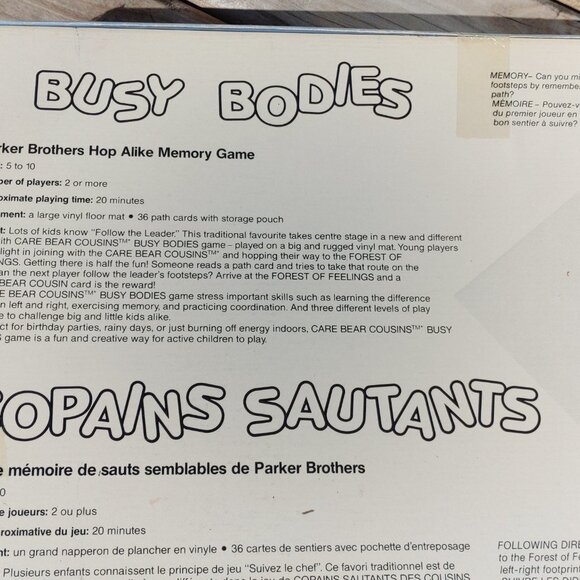 BUSY BODIES
MEMORY– Can you mi
footsteps by remembe
path?
MÉMOIRE – Pouvez-v
du premier joueur en
bon sentier à suivre?
rker Brothers Hop Alike Memory Game
: 5 to 10
ber of players: 2 or more
oximate playing time: 20 minutes
ment: a large vinyl floor mat • 36 path cards with storage pouch
t: Lots of kids know "Follow the Leader." This traditional favourite takes centre stage in a new and different
ith CARE BEAR COUSINS™* BUSY BODIES game – played on a big and rugged vinyl mat. Young players
light in joining with the CARE BEAR COUSINS™* and hopping their way to the FOREST OF
NGS. Getting there is half the fun! Someone reads a path card and tries to take that route on the
an the next player follow the leader's footsteps? Arrive at the FOREST OF FEELINGS and a
BEAR COUSIN card is the reward!
E BEAR COUSINS™* BUSY BODIES game stress important skills such as learning the difference
n left and right, exercising memory, and practicing coordination. And three different levels of play
e to challenge big and little kids alike.
ct for birthday parties, rainy days, or just burning off energy indoors, CARE BEAR COUSINS™* BUSY
S game is a fun and creative way for active children to play.
COPAINS SAUTANTS
e mémoire de sauts semblables de Parker Brothers
0
e joueurs: 2 ou plus
proximative du jeu: 20 minutes
nt: un grand napperon de plancher en vinyle • 36 cartes de sentiers avec pochette d'entreposage
Plusieurs enfants connaissent le principe de jeu "Suivez le chef". Ce favori traditionnel est de
COPAINS SAUTANTS DES COUSINS
FOLLOWING DIRE
to the Forest of Fe
left-right footprin